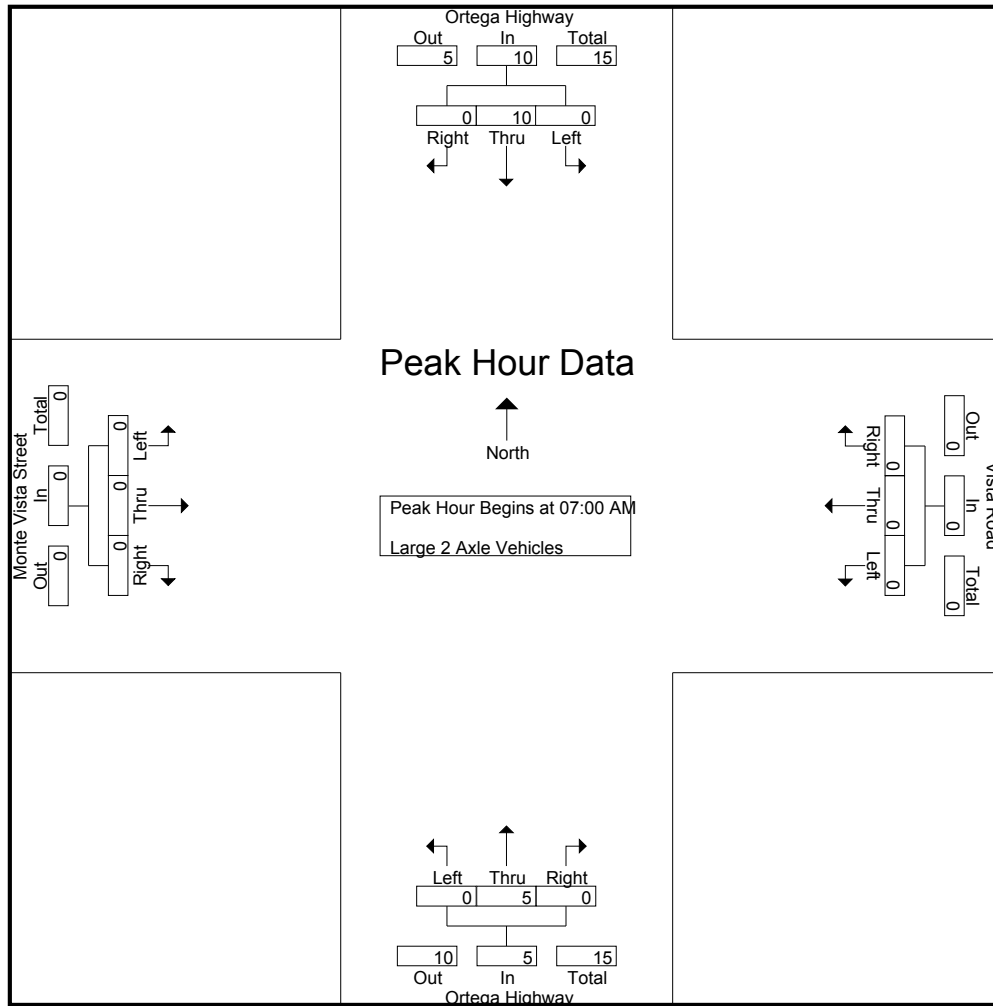 Ortega Highway
Out In Total
5 10 15
0 10 0
Right Thru Left
Peak Hour Data
North
Peak Hour Begins at 07:00 AM
Large 2 Axle Vehicles
Monte Vista Street
Out In Total
0 0 0
0 0 0
Right Thru Left
Vista Road
Out In Total
0 0 0
0 0 0
Right Thru Left
Left Thru Right
0 5 0
10 5 15
Out In Total
Ortega Highway